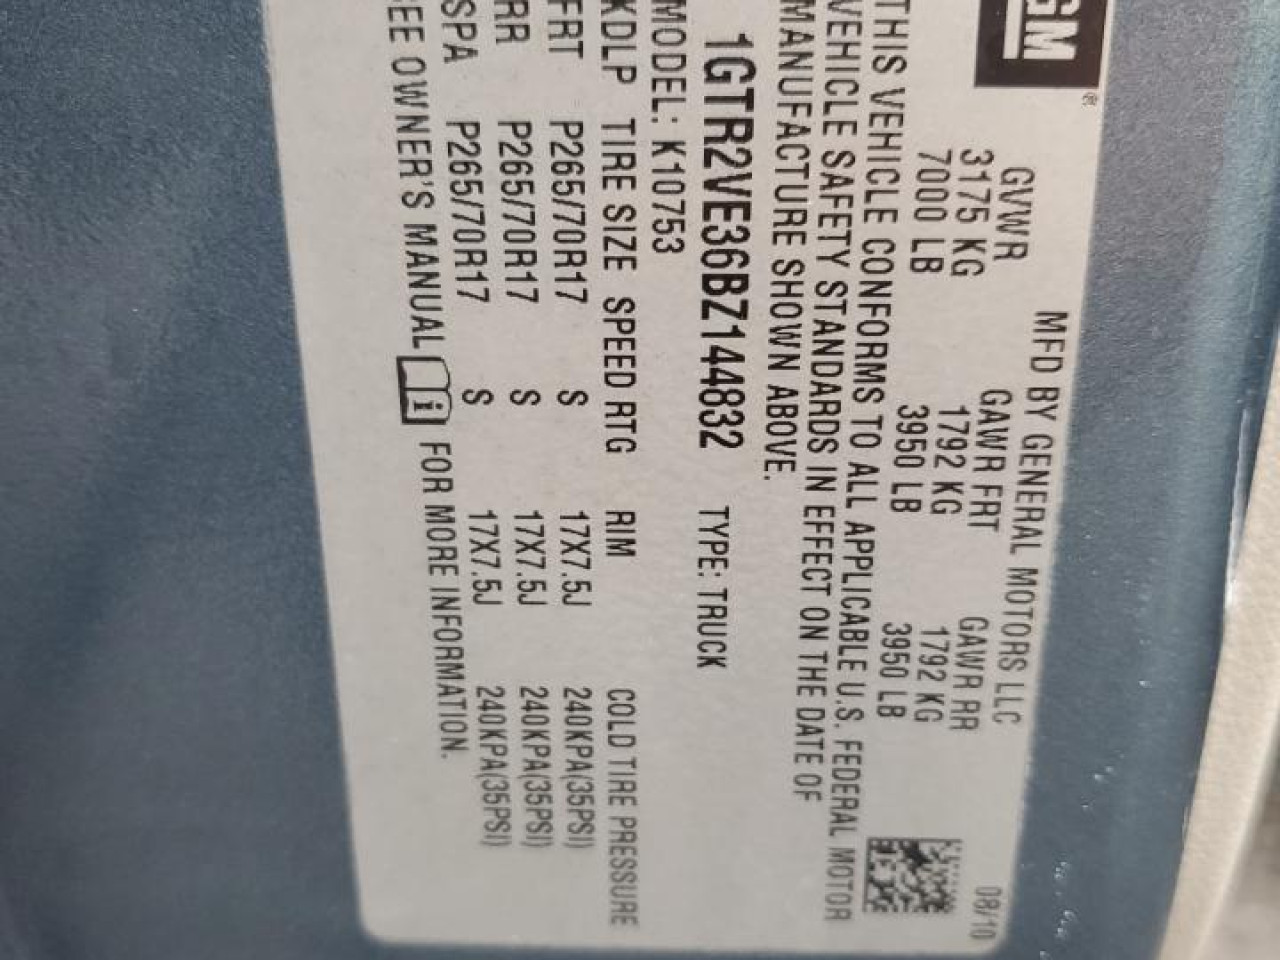 GM®
MFD BY GENERAL MOTORS LLC 08/10
GVWR GAWR FRT GAWR RR
3175 KG 1792 KG 1792 KG
7000 LB 3950 LB 3950 LB
THIS VEHICLE CONFORMS TO ALL APPLICABLE U.S. FEDERAL MOTOR
VEHICLE SAFETY STANDARDS IN EFFECT ON THE DATE OF
MANUFACTURE SHOWN ABOVE.
1GTR2VE36BZ144832 TYPE: TRUCK
MODEL: K10753
KDLP TIRE SIZE SPEED RTG RIM COLD TIRE PRESSURE
FRT P265/70R17 S 17X7.5J 240KPA(35PSI)
RR P265/70R17 S 17X7.5J 240KPA(35PSI)
SPA P265/70R17 S 17X7.5J 240KPA(35PSI)
SEE OWNER'S MANUAL i FOR MORE INFORMATION.